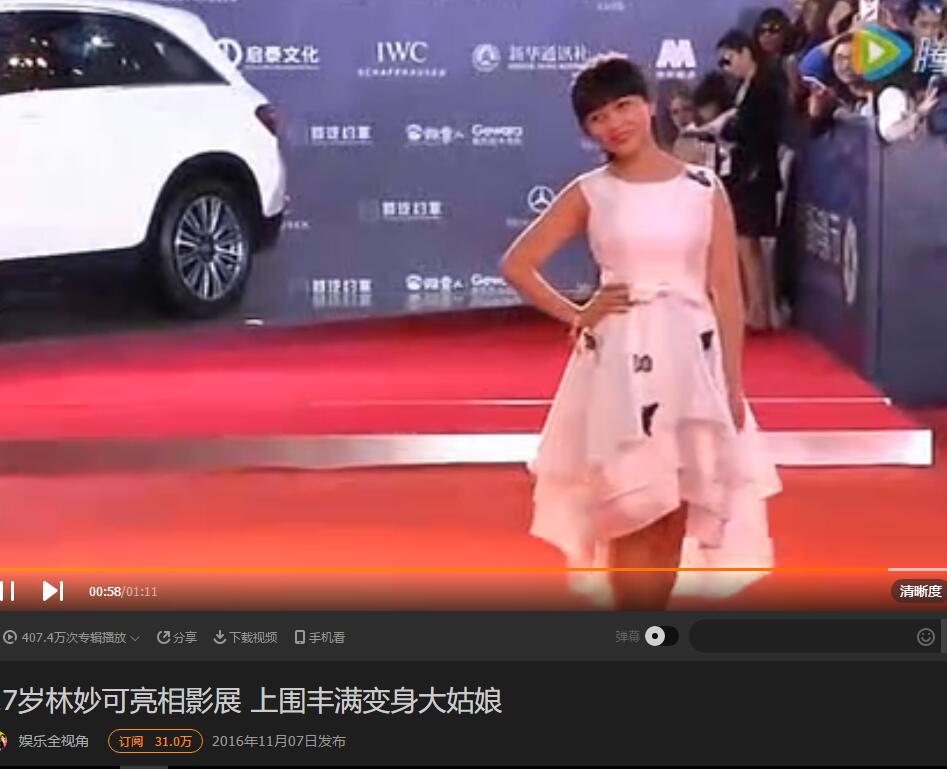 启泰文化
IWC
SCHAFFHAUSEN
新华通讯社
Gewara
00:58/01:11
清晰度
407.4万次专辑播放
分享
下载视频
手机看
弹幕
7岁林妙可亮相影展 上围丰满变身大姑娘
娱乐全视角
订阅 31.0万
2016年11月07日发布